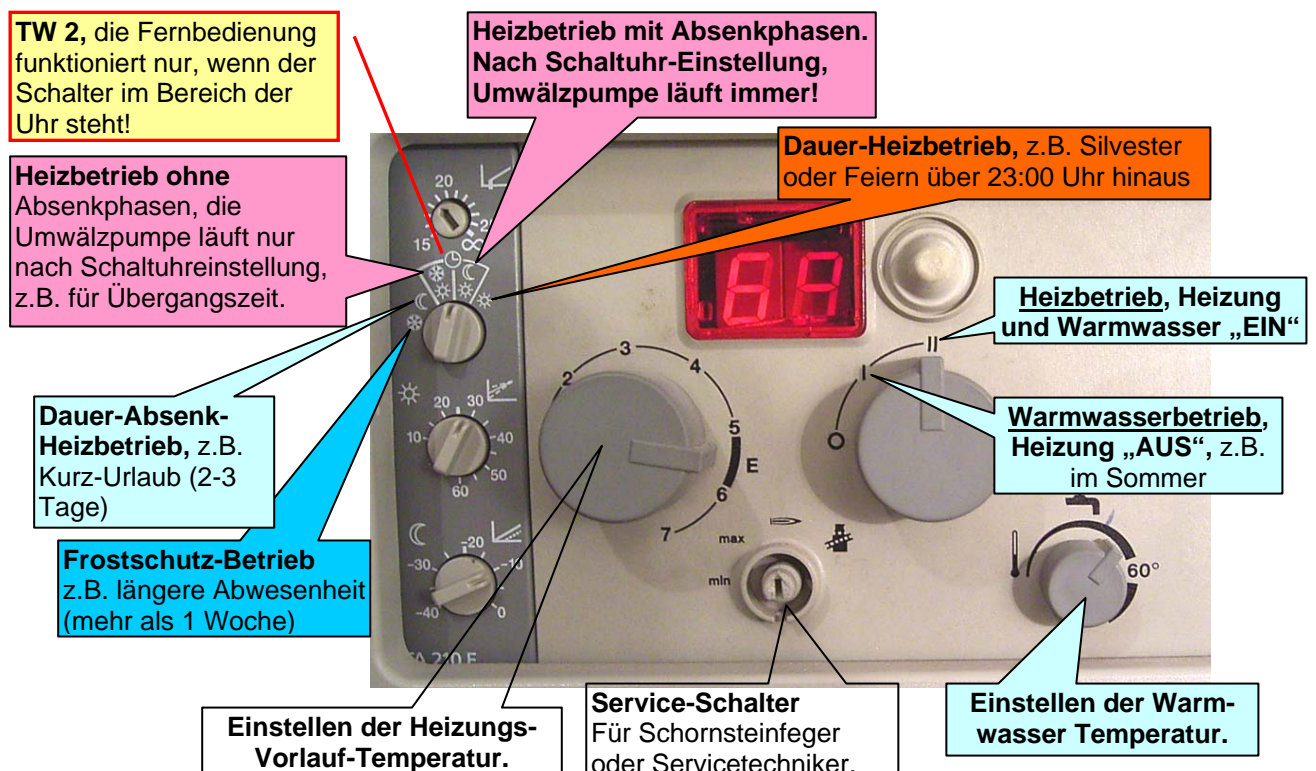 TW 2, die Fernbedienung
funktioniert nur, wenn der
Schalter im Bereich der
Uhr steht!
Heizbetrieb mit Absenkphasen.
Nach Schaltuhr-Einstellung,
Umwälzpumpe läuft immer!
Dauer-Heizbetrieb, z.B. Silvester
oder Feiern über 23:00 Uhr hinaus
Heizbetrieb ohne
Absenkphasen, die
Umwälzpumpe läuft nur
nach Schaltuhreinstellung,
z.B. für Übergangszeit.
Heizbetrieb, Heizung
und Warmwasser „EIN“
Warmwasserbetrieb,
Heizung „AUS“, z.B.
im Sommer
Dauer-Absenk-
Heizbetrieb, z.B.
Kurz-Urlaub (2-3
Tage)
Frostschutz-Betrieb
z.B. längere Abwesenheit
(mehr als 1 Woche)
Einstellen der Heizungs-
Vorlauf-Temperatur.
Service-Schalter
Für Schornsteinfeger
oder Servicetechniker.
Einstellen der Warm-
wasser Temperatur.
20
15
∞
20 30
10 40
50
60
-20
-30 -10
-40 0
TA 210 E
2 3 4
5
E
6
7
max
min
O I II
60°